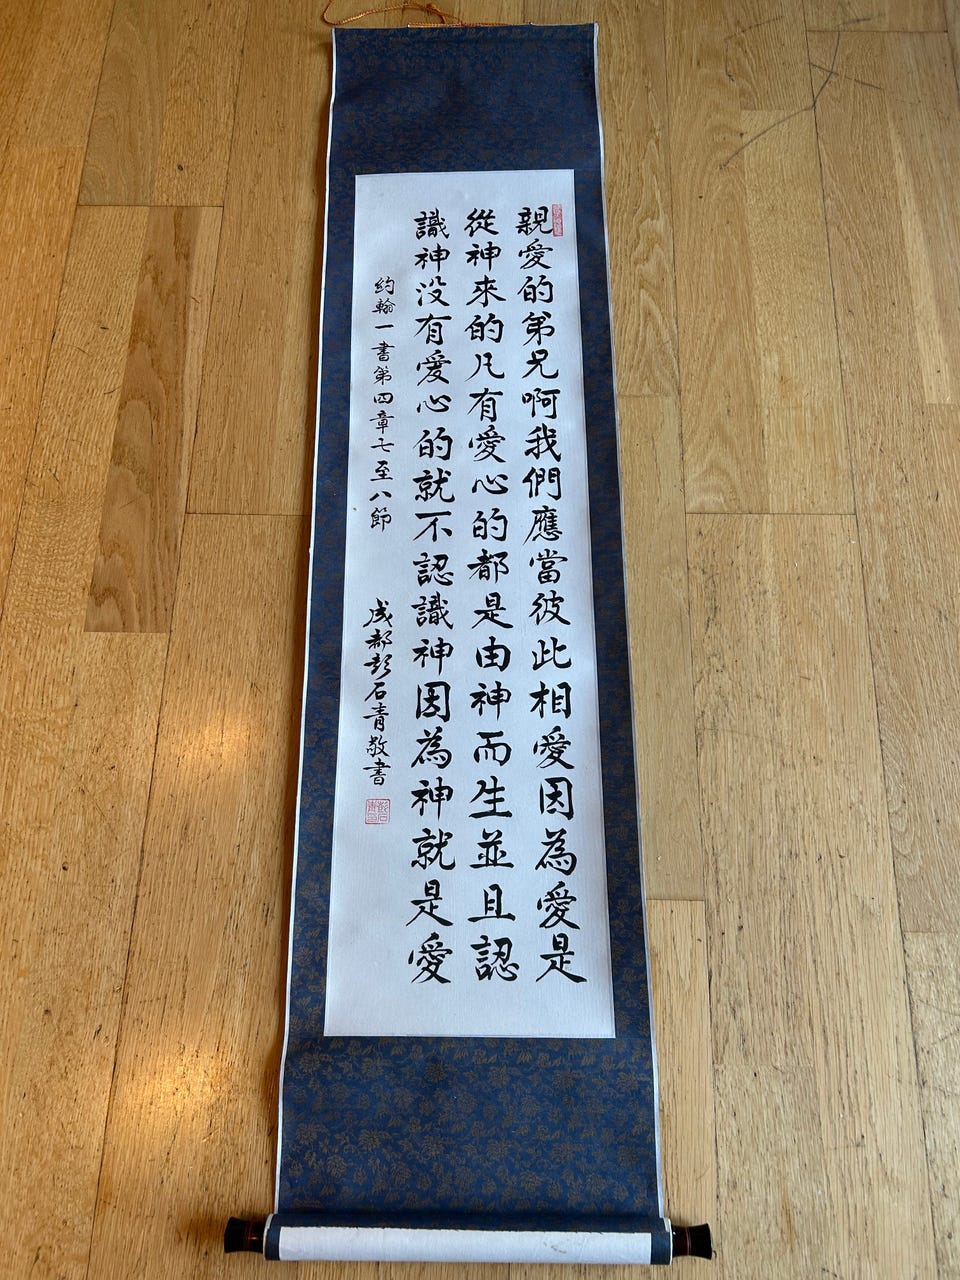 親愛的弟兄啊我們應當彼此相愛因為愛是
從神來的凡有愛心的都是由神而生並且認
識神没有愛心的就不認識神因為神就是愛
約翰一書第四章七至八節
成都彭石青敬書